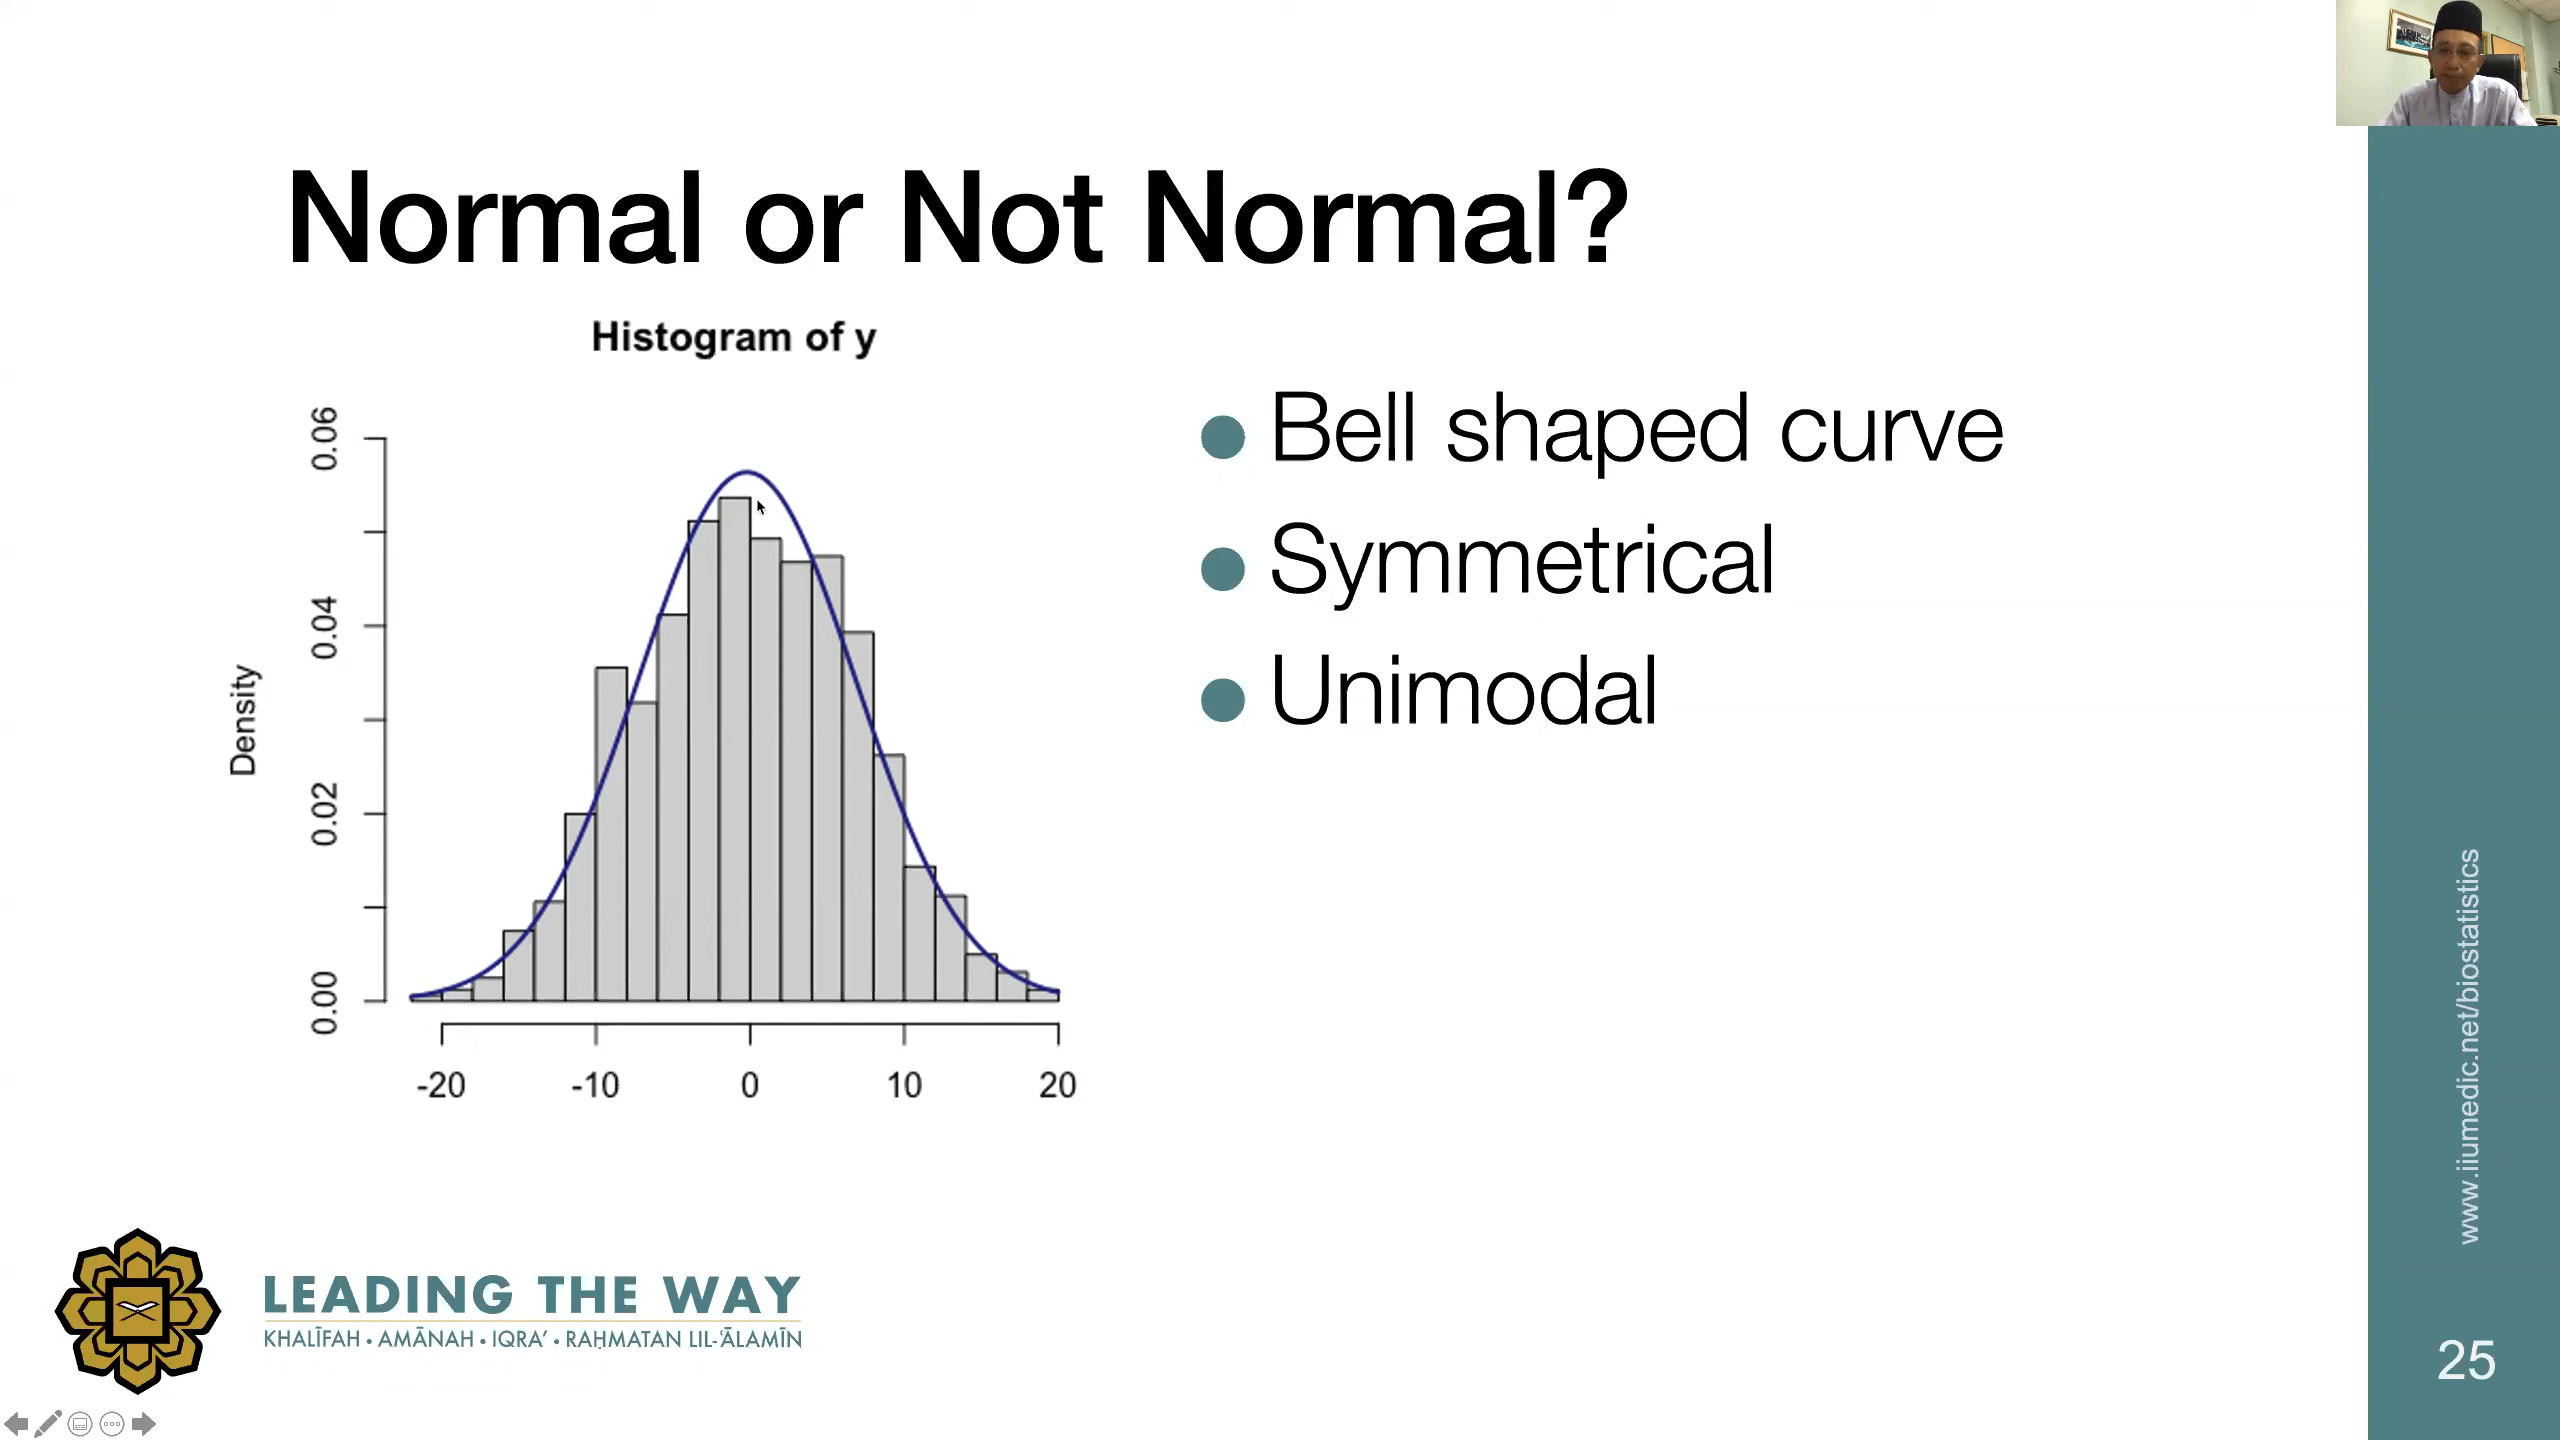 Normal or Not Normal?
Histogram of y
Density
0.00
0.02
0.04
0.06
-20 -10 0 10 20
Bell shaped curve
Symmetrical
Unimodal
www.iiumedic.net/biostatistics
LEADING THE WAY
KHALĪFAH • AMĀNAH • IQRA’ • RAḤMATAN LIL-‘ĀLAMĪN
25